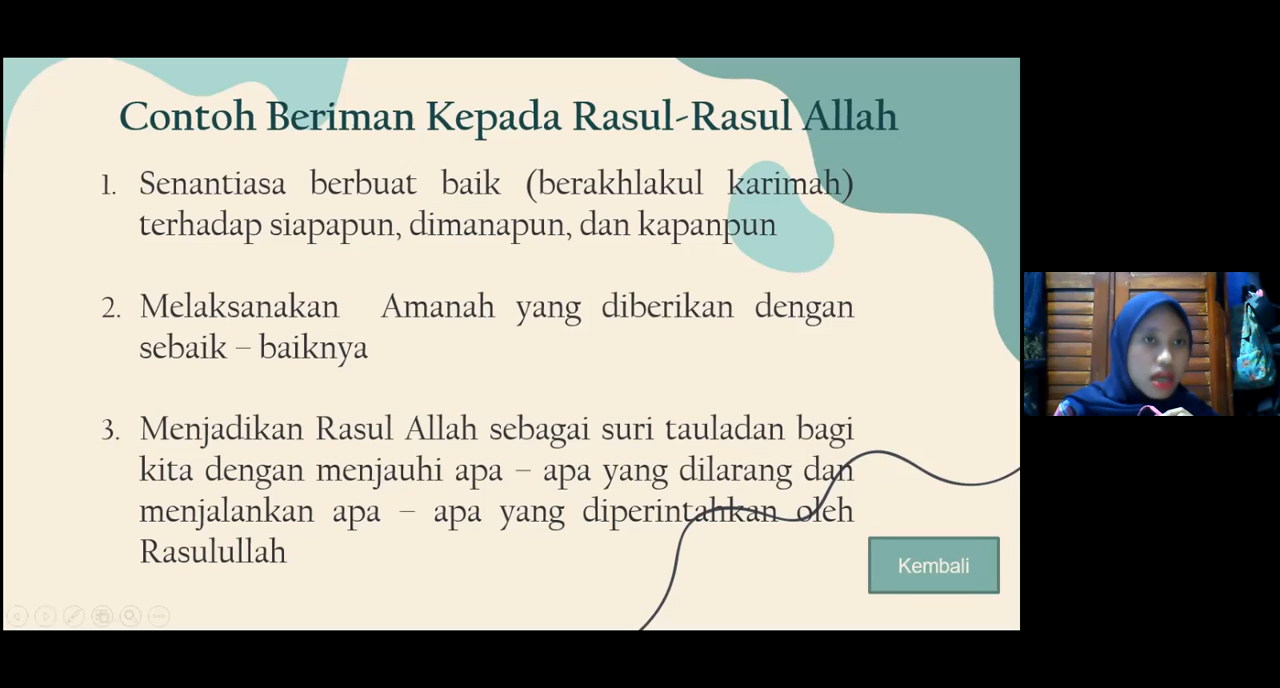 Contoh Beriman Kepada Rasul-Rasul Allah
1. Senantiasa berbuat baik (berakhlakul karimah)
terhadap siapapun, dimanapun, dan kapanpun
2. Melaksanakan Amanah yang diberikan dengan
sebaik – baiknya
3. Menjadikan Rasul Allah sebagai suri tauladan bagi
kita dengan menjauhi apa – apa yang dilarang dan
menjalankan apa – apa yang diperintahkan oleh
Rasulullah
Kembali